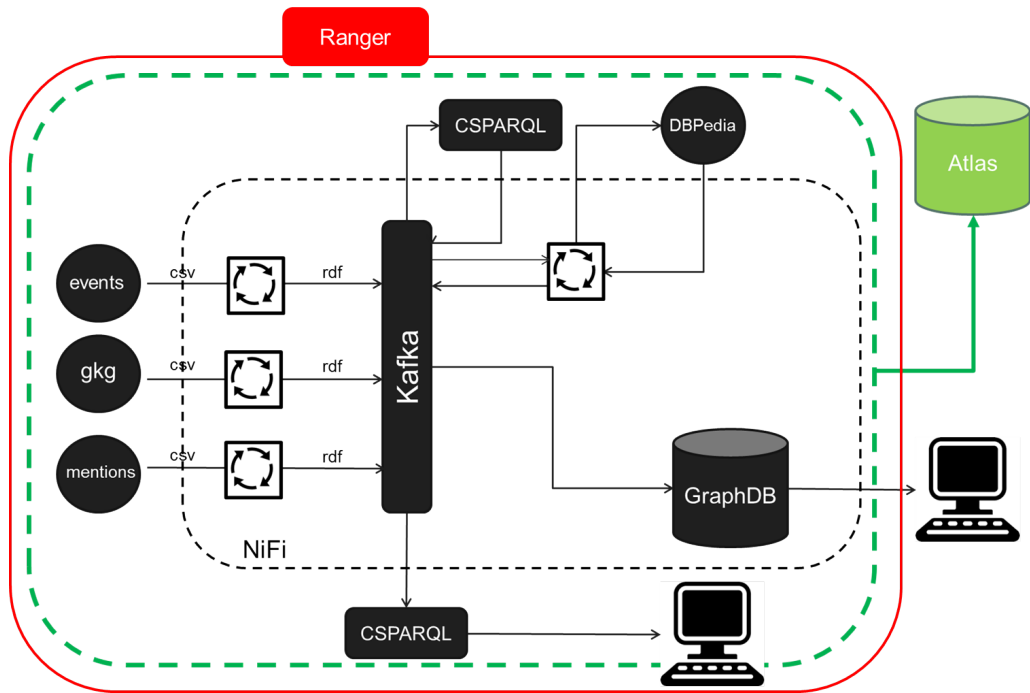 Ranger
CSPARQL
DBPedia
Atlas
events
csv
rdf
gkg
csv
rdf
Kafka
mentions
csv
rdf
GraphDB
NiFi
CSPARQL